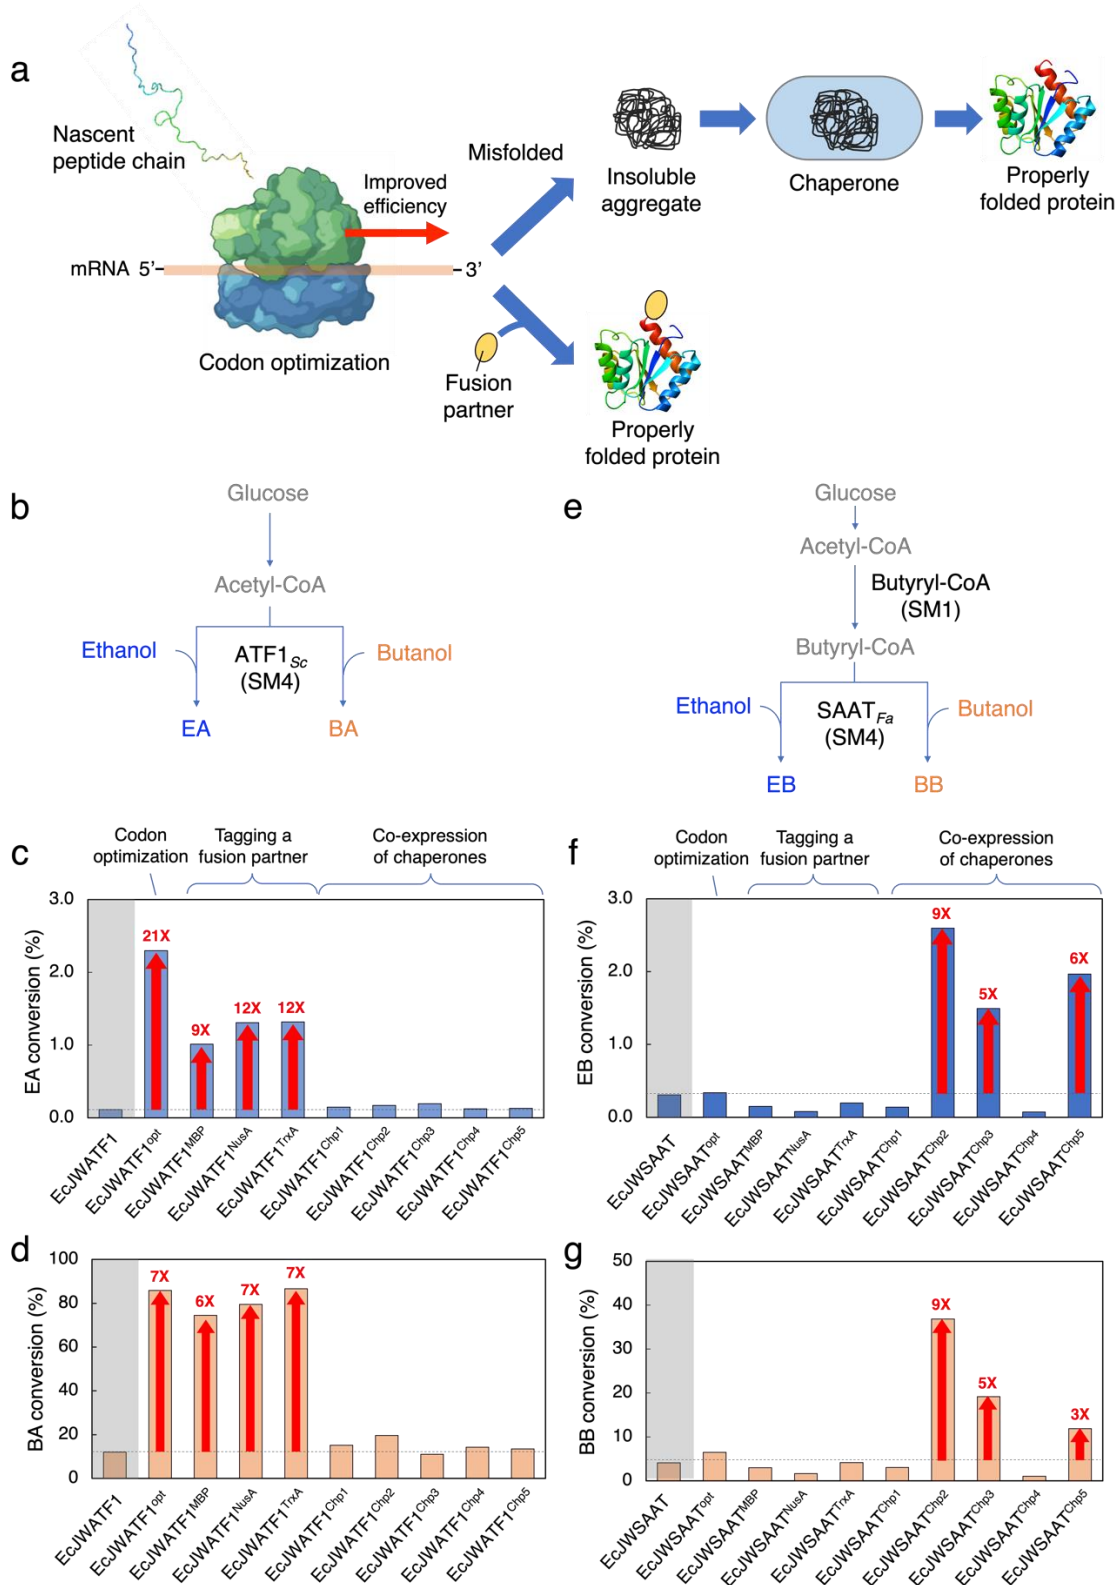 a
Nascent
peptide chain
Improved
efficiency
mRNA 5’
3’
Codon optimization
Misfolded
Insoluble
aggregate
Chaperone
Properly
folded protein
Fusion
partner
Properly
folded protein
b
Glucose
Acetyl-CoA
Ethanol
ATF1Sc
(SM4)
Butanol
EA
BA
e
Glucose
Acetyl-CoA
Butyryl-CoA
(SM1)
Butyryl-CoA
Ethanol
SAATFa
(SM4)
Butanol
EB
BB
c
Codon
optimization
Tagging a
fusion partner
Co-expression
of chaperones
EA conversion (%)
3.0
2.0
1.0
0.0
21X
9X
12X
12X
EcJWATF1
EcJWATF1opt
EcJWATF1MBP
EcJWATF1NusA
EcJWATF1TrxA
EcJWATF1Chp1
EcJWATF1Chp2
EcJWATF1Chp3
EcJWATF1Chp4
EcJWATF1Chp5
f
Codon
optimization
Tagging a
fusion partner
Co-expression
of chaperones
EB conversion (%)
3.0
2.0
1.0
0.0
9X
5X
6X
EcJWSAAT
EcJWSAATopt
EcJWSAATMBP
EcJWSAATNusA
EcJWSAATTrxA
EcJWSAATChp1
EcJWSAATChp2
EcJWSAATChp3
EcJWSAATChp4
EcJWSAATChp5
d
BA conversion (%)
100
80
60
40
20
0
7X
6X
7X
7X
EcJWATF1
EcJWATF1opt
EcJWATF1MBP
EcJWATF1NusA
EcJWATF1TrxA
EcJWATF1Chp1
EcJWATF1Chp2
EcJWATF1Chp3
EcJWATF1Chp4
EcJWATF1Chp5
g
BB conversion (%)
50
40
30
20
10
0
9X
5X
3X
EcJWSAAT
EcJWSAATopt
EcJWSAATMBP
EcJWSAATNusA
EcJWSAATTrxA
EcJWSAATChp1
EcJWSAATChp2
EcJWSAATChp3
EcJWSAATChp4
EcJWSAATChp5